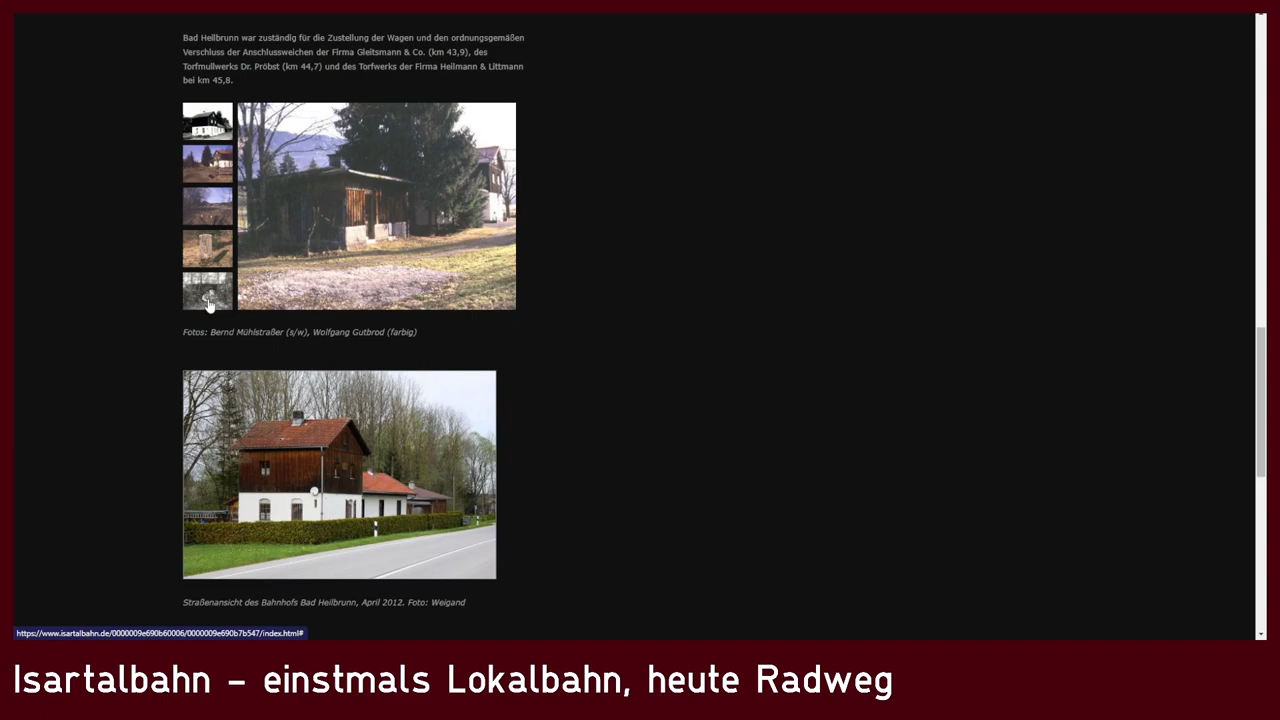 Bad Heilbrunn war zuständig für die Zustellung der Wagen und den ordnungsgemäßen
Verschluss der Anschlussweichen der Firma Gleitsmann & Co. (km 43,9), des
Torfmullwerks Dr. Pröbst (km 44,7) und des Torfwerks der Firma Heilmann & Littmann
bei km 45,8.
Fotos: Bernd Mühlstraßer (s/w), Wolfgang Gutbrod (farbig)
Straßenansicht des Bahnhofs Bad Heilbrunn, April 2012. Foto: Weigand
https://www.isartalbahn.de/0000009e690b60006/0000009e690b7b547/index.html#
Isartalbahn – einstmals Lokalbahn, heute Radweg